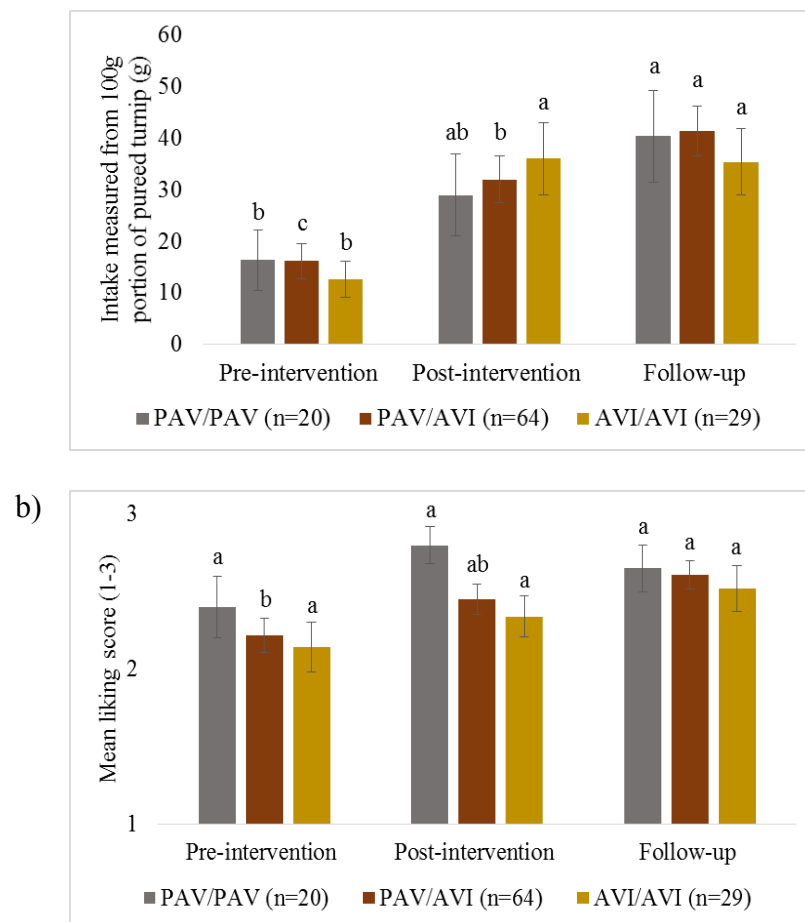 Intake measured from 100g
portion of pureed turnip (g)
60
50
40
30
20
10
0
b
c
b
ab
b
a
a
a
a
Pre-intervention
Post-intervention
Follow-up
PAV/PAV (n=20)
PAV/AVI (n=64)
AVI/AVI (n=29)
b)
Mean liking score (1-3)
3
2
1
a
b
a
a
ab
a
a
a
a
Pre-intervention
Post-intervention
Follow-up
PAV/PAV (n=20)
PAV/AVI (n=64)
AVI/AVI (n=29)